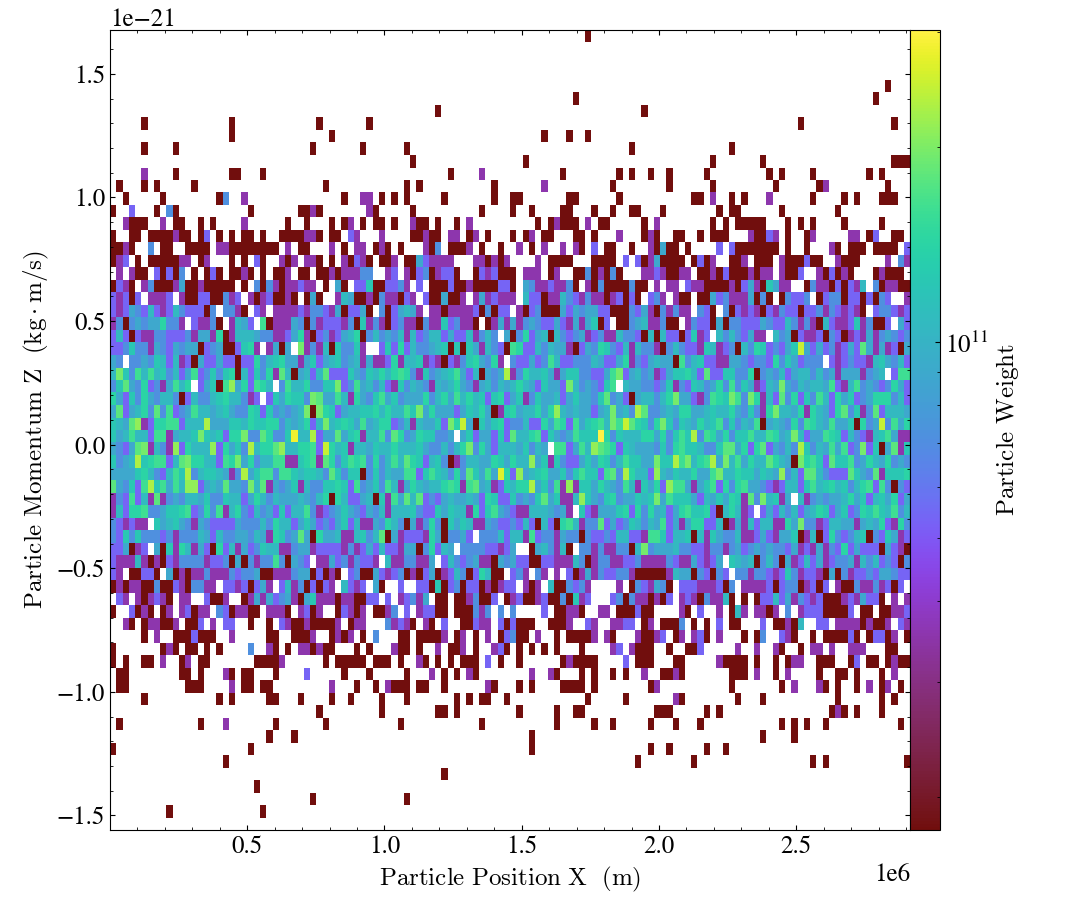 1e−21
1.5
1.0
0.5
0.0
−0.5
−1.0
−1.5
Particle Momentum Z (kg · m/s)
0.5 1.0 1.5 2.0 2.5
1e6
Particle Position X (m)
10¹¹
Particle Weight